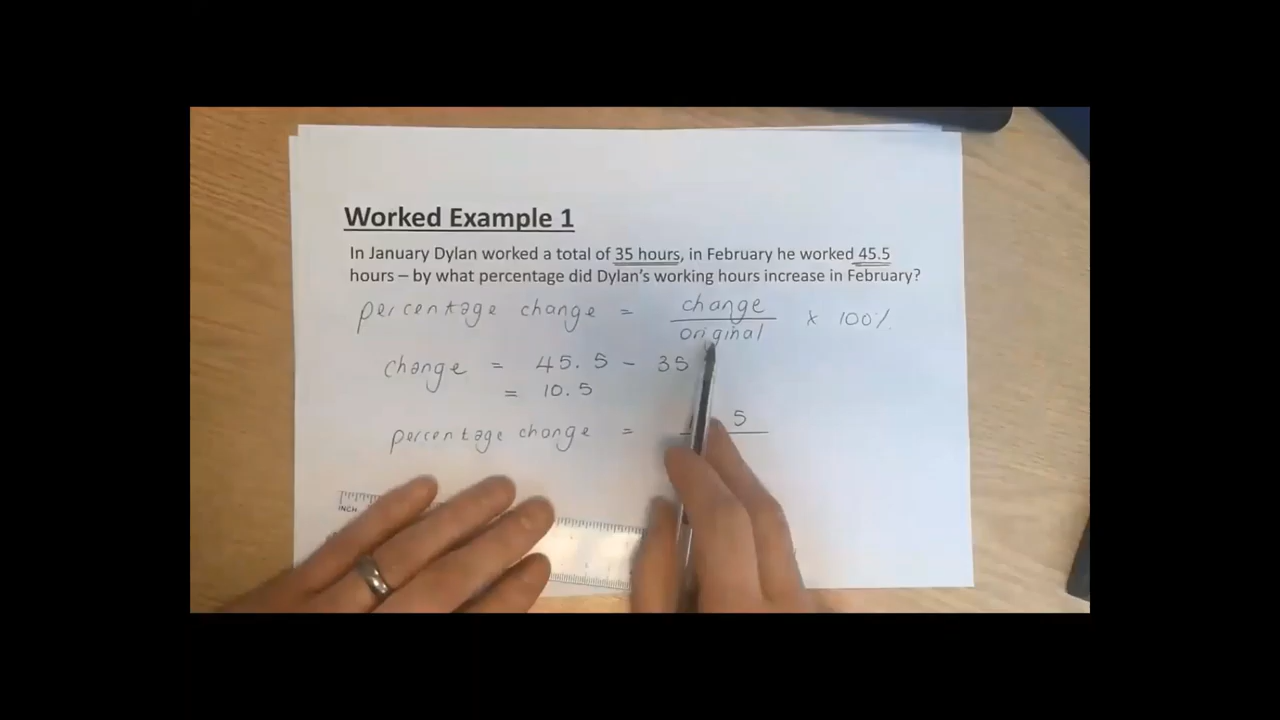 Worked Example 1
In January Dylan worked a total of 35 hours, in February he worked 45.5
hours – by what percentage did Dylan's working hours increase in February?
percentage change = change
original × 100%
change = 45.5 - 35
= 10.5
percentage change = 5
INCH